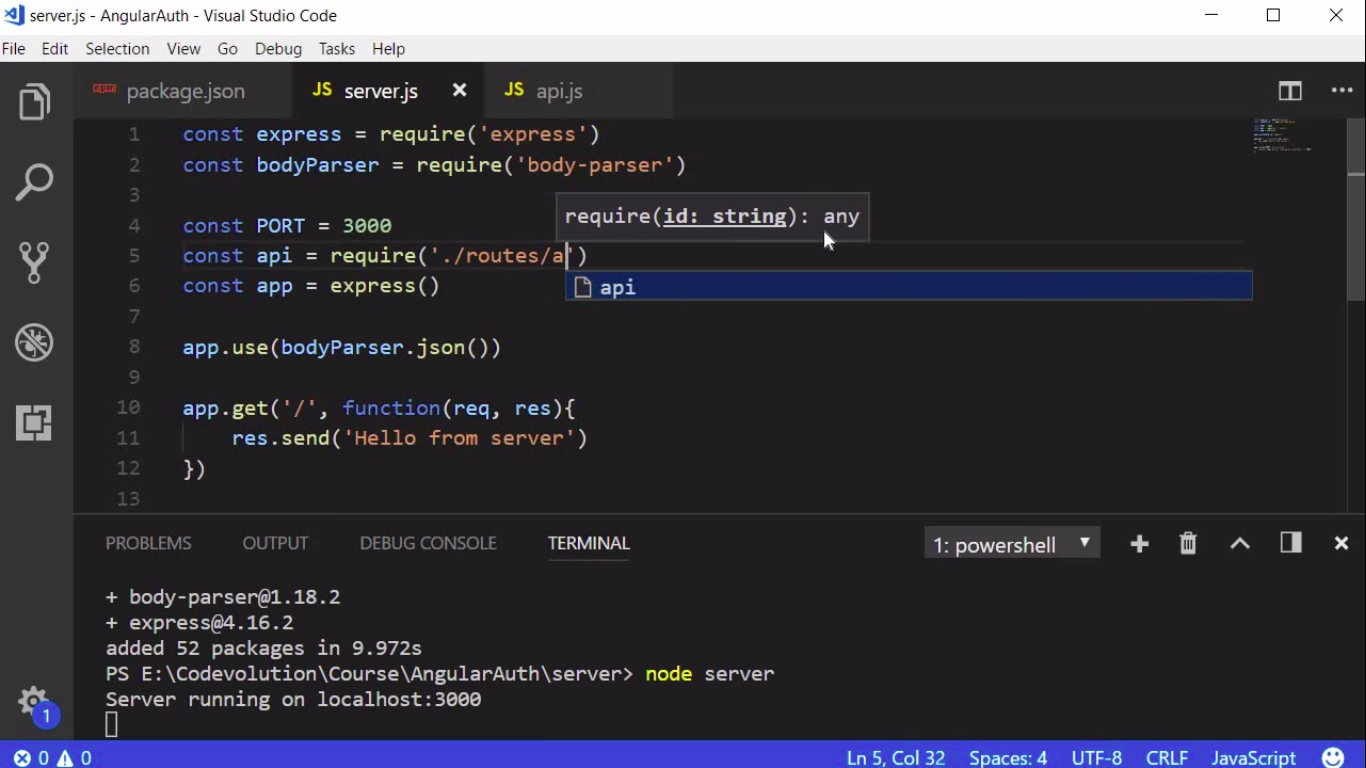 server.js - AngularAuth - Visual Studio Code
File Edit Selection View Go Debug Tasks Help
npm package.json JS server.js JS api.js
1 const express = require('express')
2 const bodyParser = require('body-parser')
3
require(id: string): any
4 const PORT = 3000
5 const api = require('./routes/a')
api
6 const app = express()
7
8 app.use(bodyParser.json())
9
10 app.get('/', function(req, res){
11 res.send('Hello from server')
12 })
13
PROBLEMS OUTPUT DEBUG CONSOLE TERMINAL 1: powershell
+ body-parser@1.18.2
+ express@4.16.2
added 52 packages in 9.972s
PS E:\Codevolution\Course\AngularAuth\server> node server
Server running on localhost:3000
1
0 0 Ln 5, Col 32 Spaces: 4 UTF-8 CRLF JavaScript